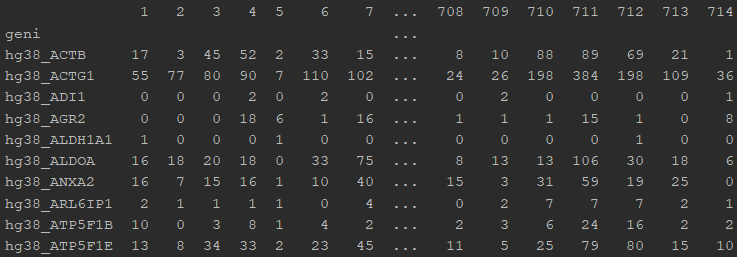 1 2 3 4 5 6 7 ... 708 709 710 711 712 713 714
geni ...
hg38_ACTB 17 3 45 52 2 33 15 ... 8 10 88 89 69 21 1
hg38_ACTG1 55 77 80 90 7 110 102 ... 24 26 198 384 198 109 36
hg38_ADI1 0 0 0 2 0 2 0 ... 0 2 0 0 0 0 1
hg38_AGR2 0 0 0 18 6 1 16 ... 1 1 1 15 1 0 8
hg38_ALDH1A1 1 0 0 0 1 0 0 ... 0 0 0 0 1 0 0
hg38_ALDOA 16 18 20 18 0 33 75 ... 8 13 13 106 30 18 6
hg38_ANXA2 16 7 15 16 1 10 40 ... 15 3 31 59 19 25 0
hg38_ARL6IP1 2 1 1 1 1 0 4 ... 0 2 7 7 7 2 1
hg38_ATP5F1B 10 0 3 8 1 4 2 ... 2 3 6 24 16 2 2
hg38_ATP5F1E 13 8 34 33 2 23 45 ... 11 5 25 79 80 15 10